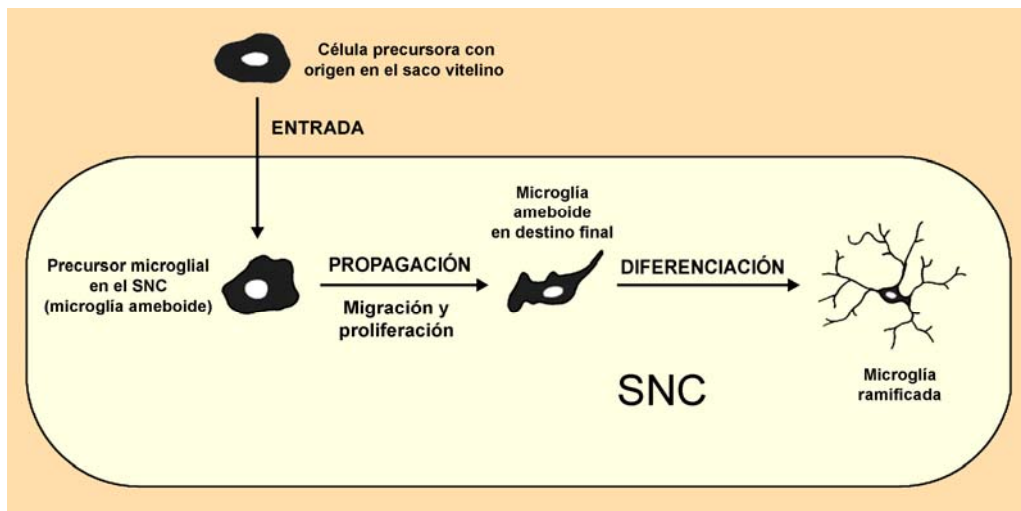 Célula precursora con
origen en el saco vitelino
ENTRADA
Microglía
ameboide
en destino final
Precursor microglial
en el SNC
(microglía ameboide)
PROPAGACIÓN
Migración y
proliferación
DIFERENCIACIÓN
SNC
Microglía
ramificada